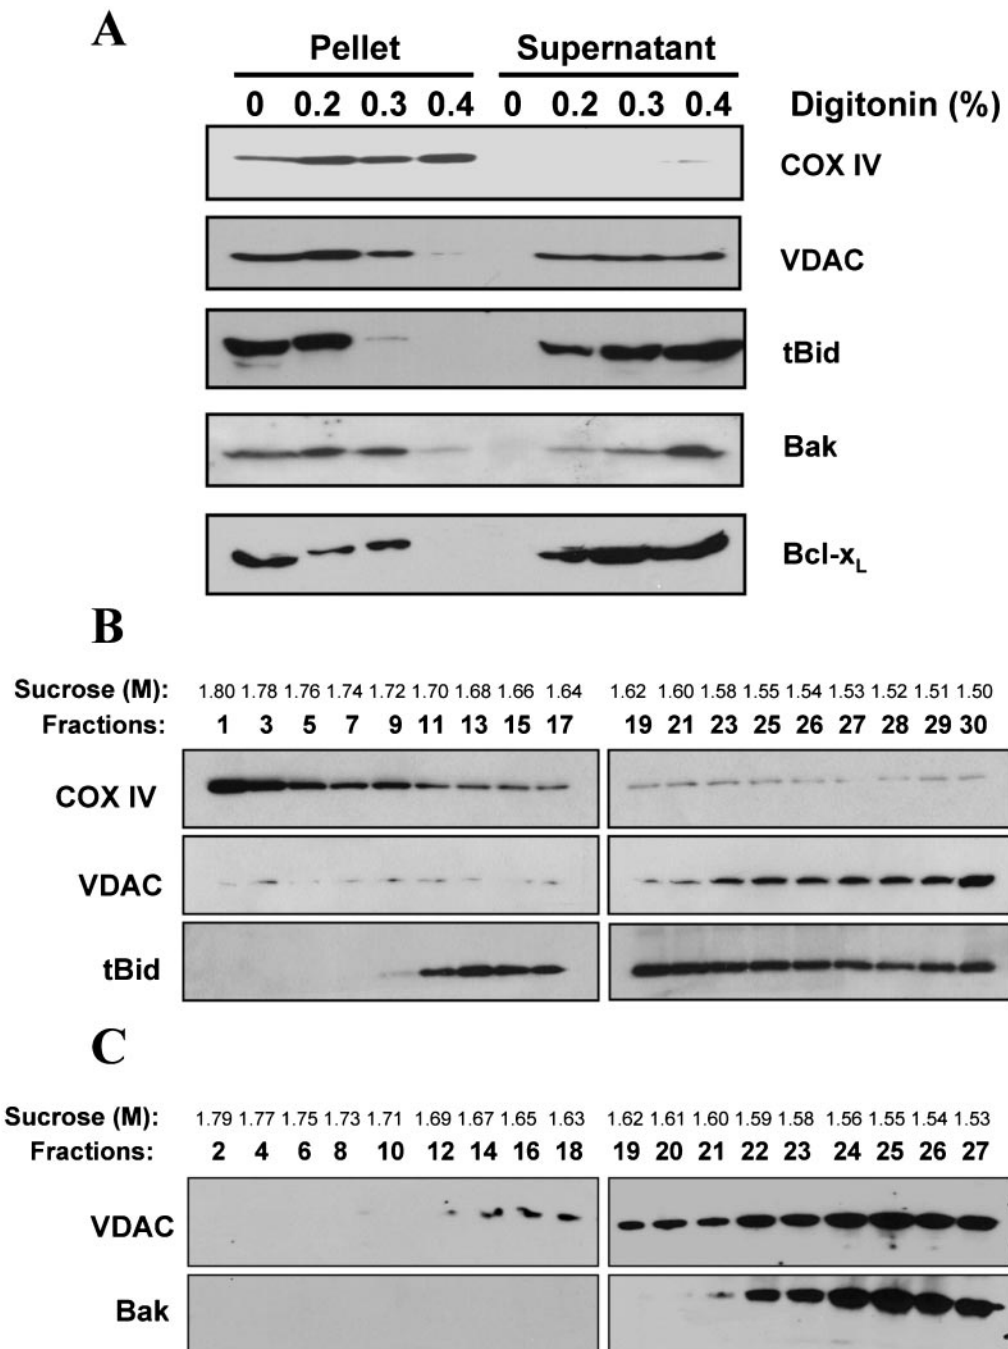 A
Pellet Supernatant
0 0.2 0.3 0.4 0 0.2 0.3 0.4 Digitonin (%)
COX IV
VDAC
tBid
Bak
Bcl-xL
B
Sucrose (M): 1.80 1.78 1.76 1.74 1.72 1.70 1.68 1.66 1.64 1.62 1.60 1.58 1.55 1.54 1.53 1.52 1.51 1.50
Fractions: 1 3 5 7 9 11 13 15 17 19 21 23 25 26 27 28 29 30
COX IV
VDAC
tBid
C
Sucrose (M): 1.79 1.77 1.75 1.73 1.71 1.69 1.67 1.65 1.63 1.62 1.61 1.60 1.59 1.58 1.56 1.55 1.54 1.53
Fractions: 2 4 6 8 10 12 14 16 18 19 20 21 22 23 24 25 26 27
VDAC
Bak